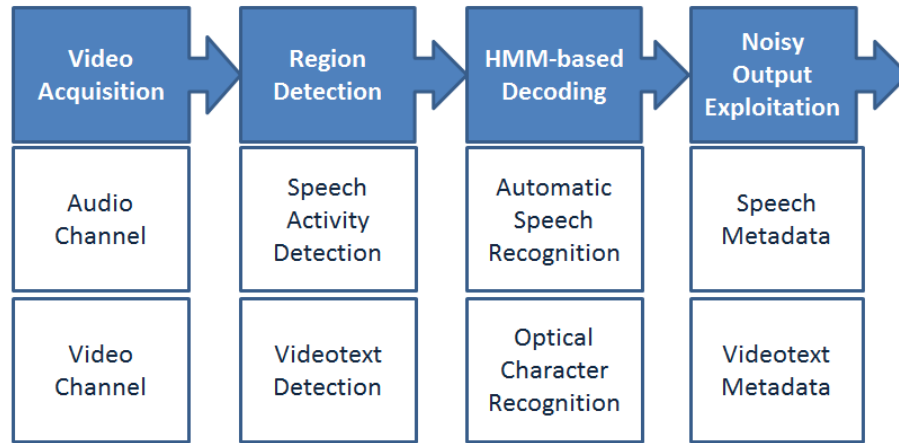 Video
Acquisition
Region
Detection
HMM-based
Decoding
Noisy
Output
Exploitation
Audio
Channel
Speech
Activity
Detection
Automatic
Speech
Recognition
Speech
Metadata
Video
Channel
Videotext
Detection
Optical
Character
Recognition
Videotext
Metadata